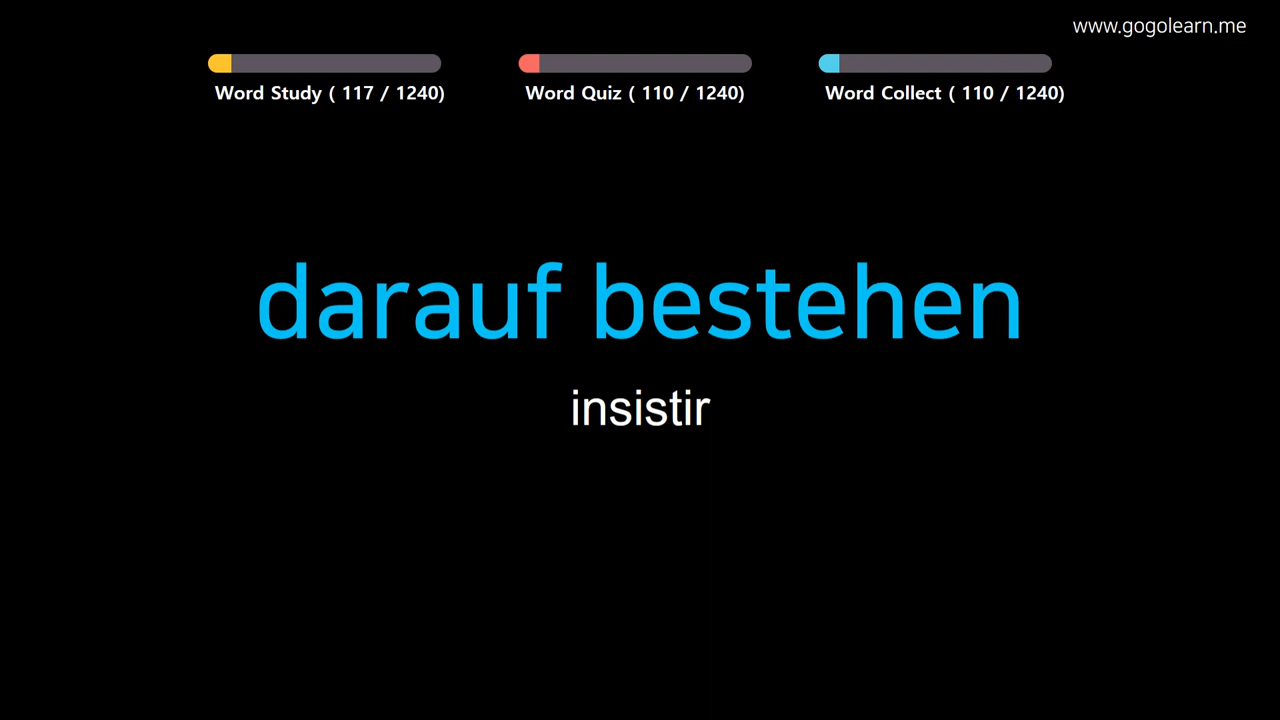 www.gogolearn.me
Word Study ( 117 / 1240)
Word Quiz ( 110 / 1240)
Word Collect ( 110 / 1240)
darauf bestehen
insistir